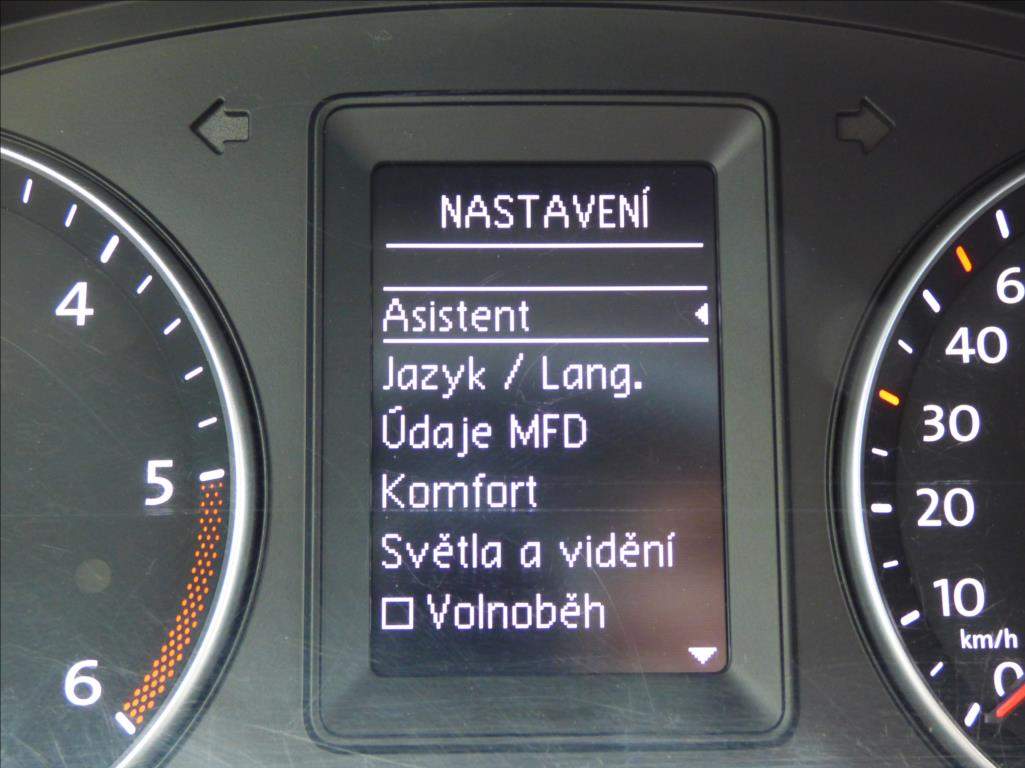 NASTAVENÍ
Asistent
Jazyk / Lang.
Údaje MFD
Komfort
Světla a vidění
Volnoběh
4
5
6
6
40
30
20
10
km/h
0